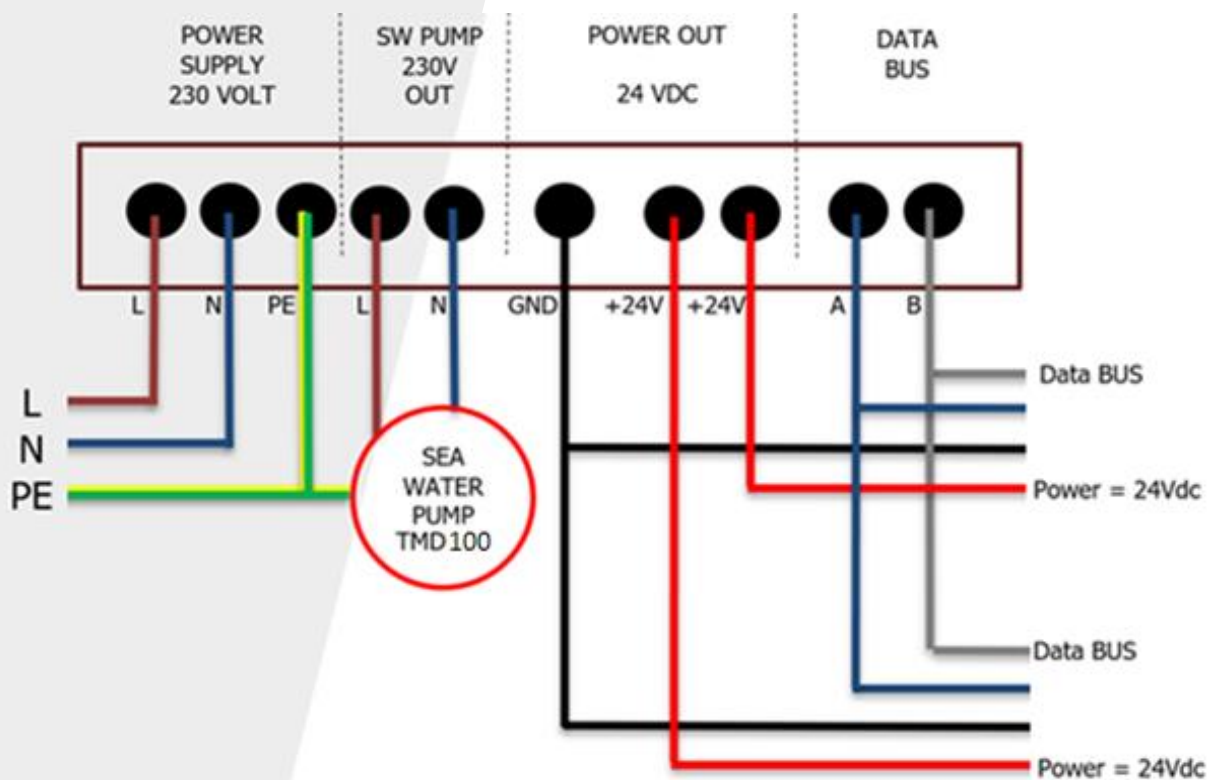 POWER
SUPPLY
230 VOLT
SW PUMP
230V
OUT
POWER OUT
24 VDC
DATA
BUS
L
N
PE
L
N
GND
+24V
+24V
A
B
L
N
PE
SEA
WATER
PUMP
TMD100
Data BUS
Power = 24Vdc
Data BUS
Power = 24Vdc